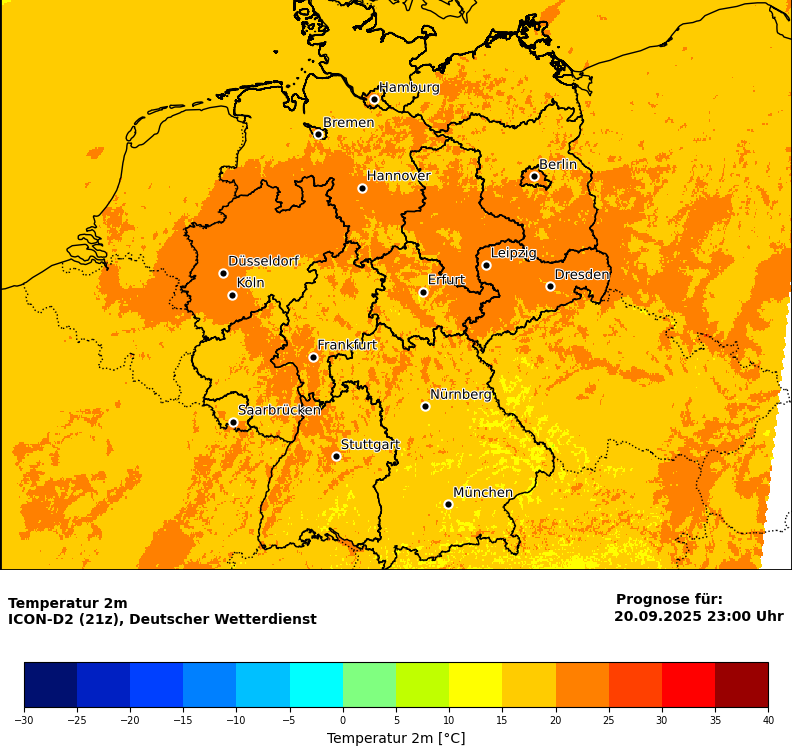 Hamburg
Bremen
Berlin
Hannover
Leipzig
Düsseldorf
Dresden
Köln
Erfurt
Frankfurt
Nürnberg
Saarbrücken
Stuttgart
München
Temperatur 2m
ICON-D2 (21z), Deutscher Wetterdienst
Prognose für:
20.09.2025 23:00 Uhr
−30 −25 −20 −15 −10 −5 0 5 10 15 20 25 30 35 40
Temperatur 2m [°C]